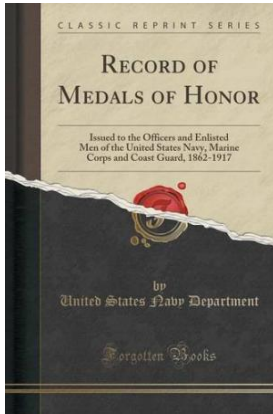 CLASSIC REPRINT SERIES
RECORD OF
MEDALS OF HONOR
Issued to the Officers and Enlisted
Men of the United States Navy, Marine
Corps and Coast Guard, 1862-1917
by
United States Navy Department
Forgotten Books